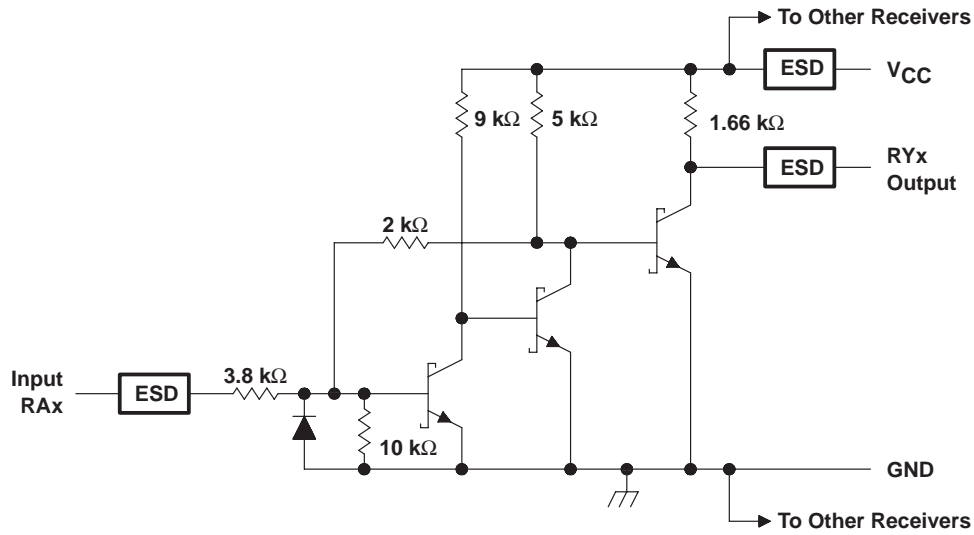 To Other Receivers
ESD
VCC
9 kΩ
5 kΩ
1.66 kΩ
ESD
RYx
Output
2 kΩ
Input
RAx
ESD
3.8 kΩ
10 kΩ
GND
To Other Receivers